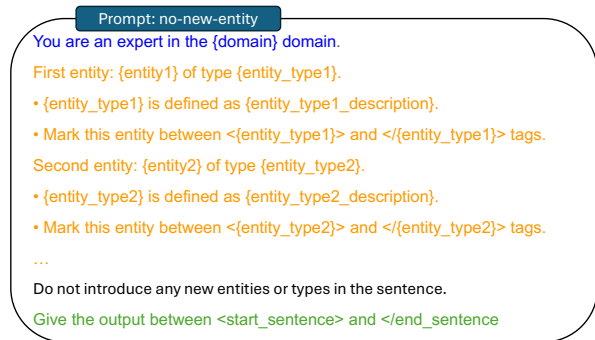 Prompt: no-new-entity
You are an expert in the {domain} domain.
First entity: {entity1} of type {entity_type1}.
• {entity_type1} is defined as {entity_type1_description}.
• Mark this entity between <{entity_type1}> and </{entity_type1}> tags.
Second entity: {entity2} of type {entity_type2}.
• {entity_type2} is defined as {entity_type2_description}.
• Mark this entity between <{entity_type2}> and </{entity_type2}> tags.
…
Do not introduce any new entities or types in the sentence.
Give the output between <start_sentence> and </end_sentence